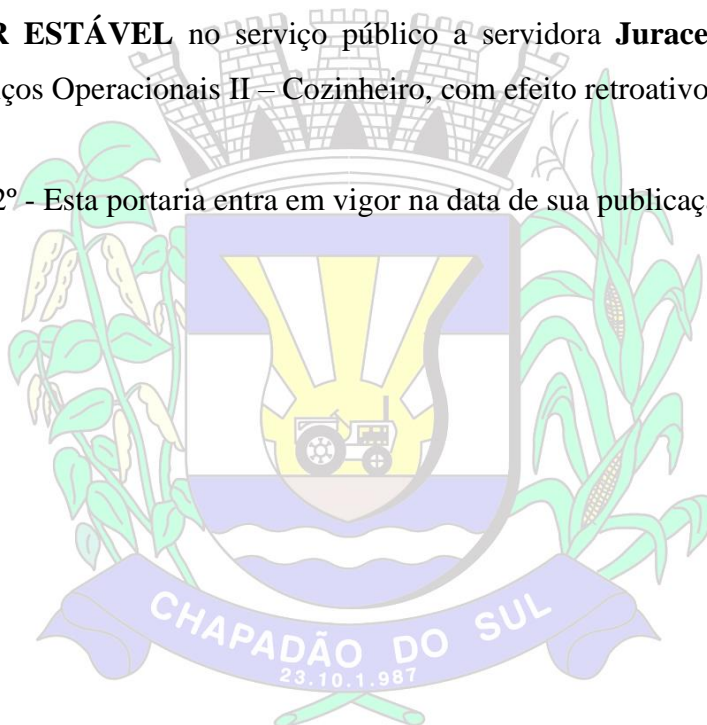 R ESTÁVEL no serviço público a servidora Jurace
iços Operacionais II – Cozinheiro, com efeito retroativo
2º - Esta portaria entra em vigor na data de sua publicaç
CHAPADÃO DO SUL
23.10.1.987